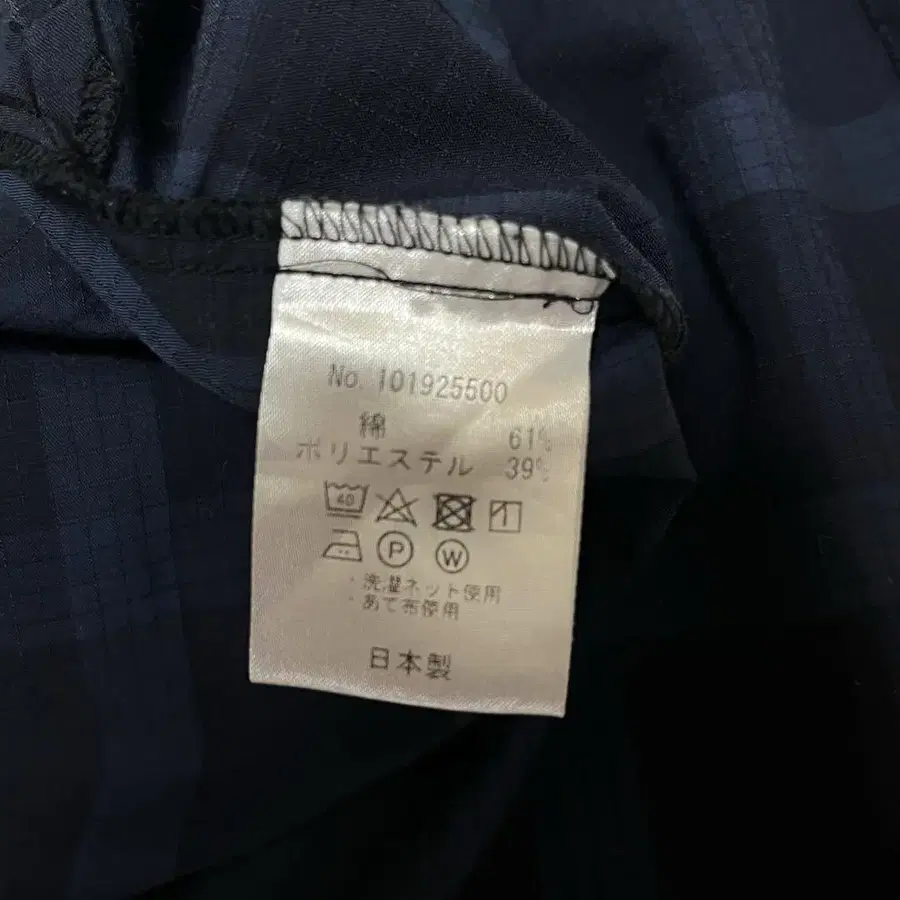 No. 101925500
綿 61%
ポリエステル 39%
40
P W
・洗濯ネット使用
・あて布使用
日本製